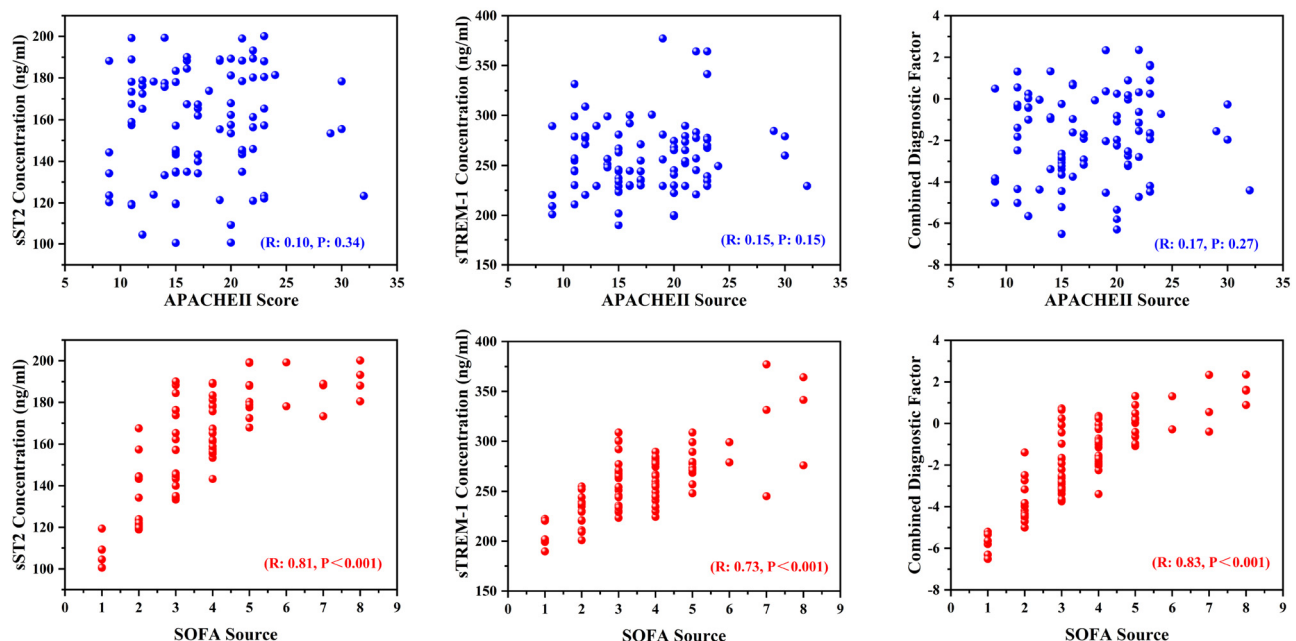 sST2 Concentration (ng/ml)
200
180
160
140
120
100
5 10 15 20 25 30 35
APACHEII Score
(R: 0.10, P: 0.34)
sTREM-1 Concentration (ng/ml)
400
350
300
250
200
150
5 10 15 20 25 30 35
APACHEII Source
(R: 0.15, P: 0.15)
Combined Diagnostic Factor
4
2
0
-2
-4
-6
-8
5 10 15 20 25 30 35
APACHEII Source
(R: 0.17, P: 0.27)
sST2 Concentration (ng/ml)
200
180
160
140
120
100
0 1 2 3 4 5 6 7 8 9
SOFA Source
(R: 0.81, P<0.001)
sTREM-1 Concentration (ng/ml)
400
350
300
250
200
150
0 1 2 3 4 5 6 7 8 9
SOFA Source
(R: 0.73, P<0.001)
Combined Diagnostic Factor
4
2
0
-2
-4
-6
-8
0 1 2 3 4 5 6 7 8 9
SOFA Source
(R: 0.83, P<0.001)